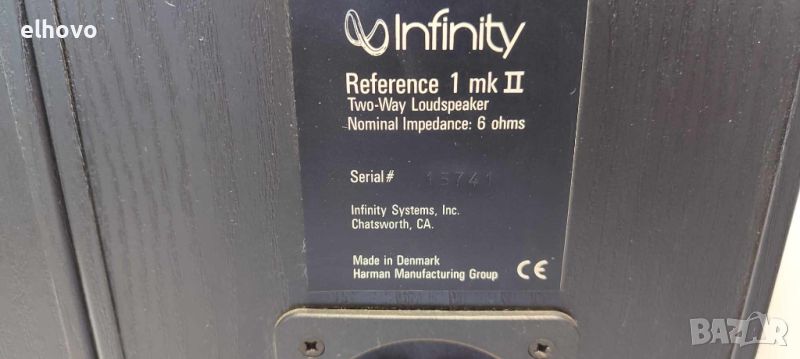 elhovo
Infinity
Reference 1 mk II
Two-Way Loudspeaker
Nominal Impedance: 6 ohms
Serial# 15741
Infinity Systems, Inc.
Chatsworth, CA.
Made in Denmark
Harman Manufacturing Group CE
BAZAR